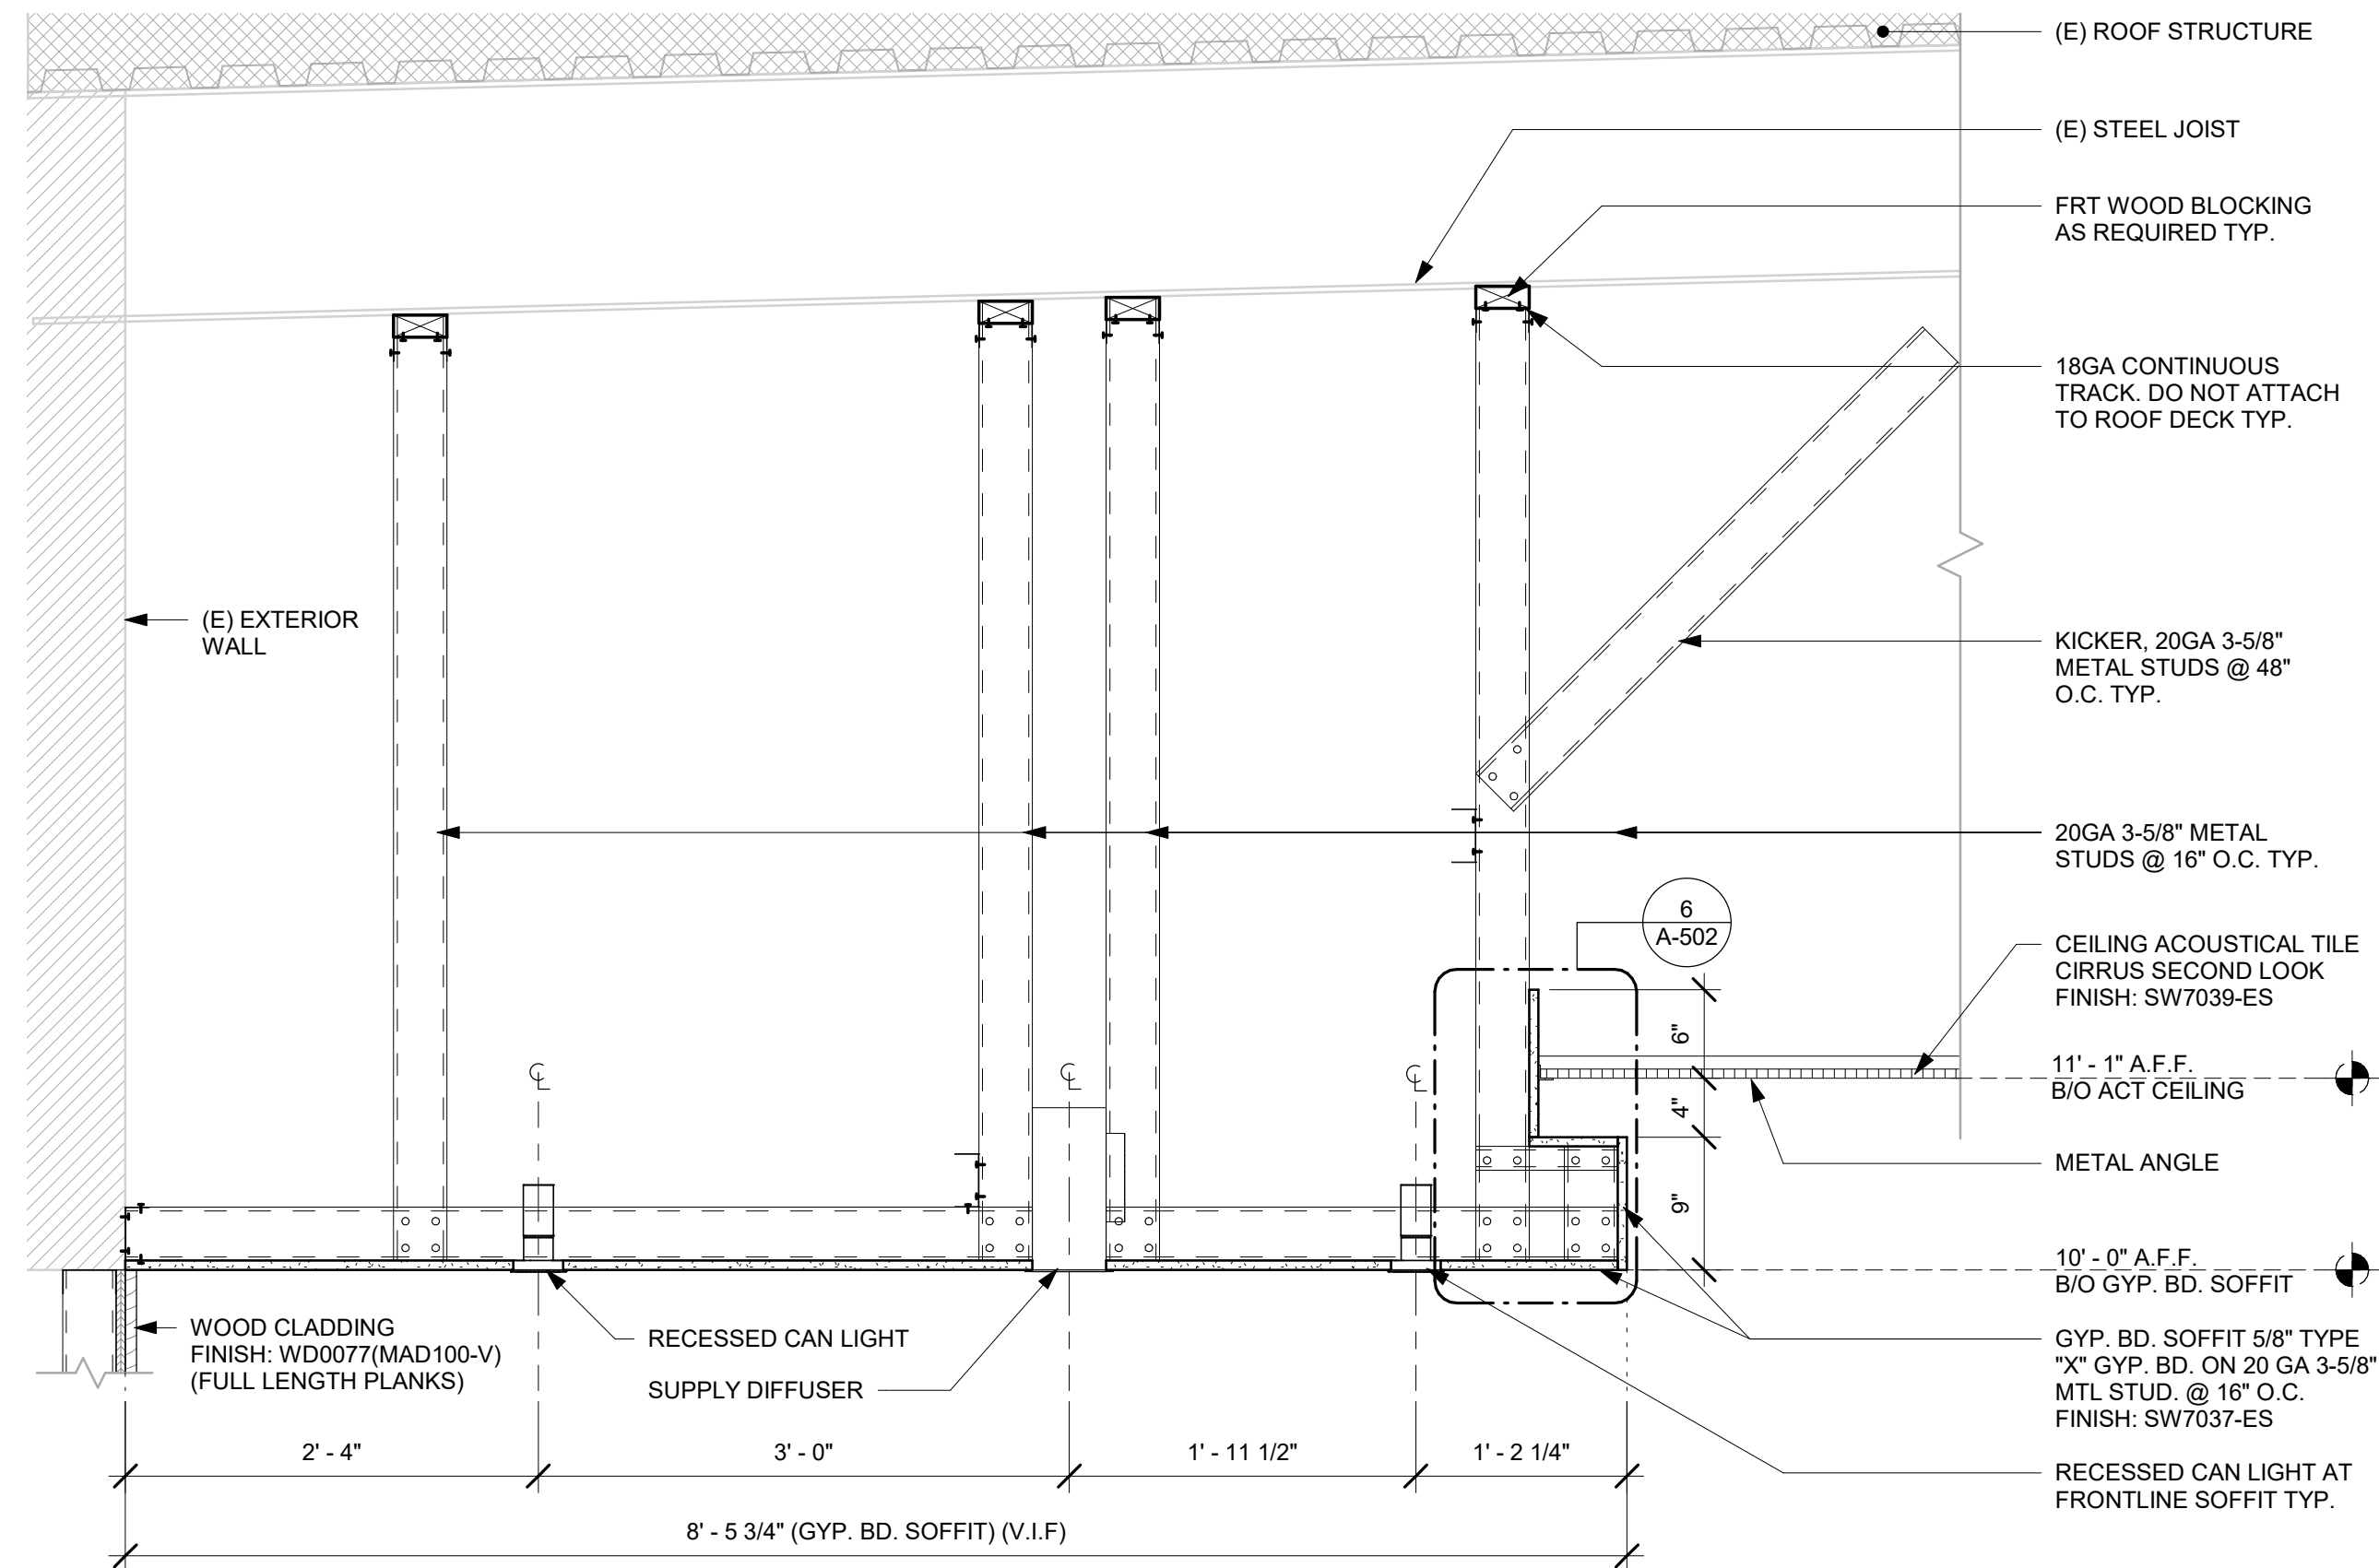 (E) ROOF STRUCTURE
(E) STEEL JOIST
FRT WOOD BLOCKING
AS REQUIRED TYP.
18GA CONTINUOUS
TRACK. DO NOT ATTACH
TO ROOF DECK TYP.
(E) EXTERIOR
WALL
KICKER, 20GA 3-5/8"
METAL STUDS @ 48"
O.C. TYP.
20GA 3-5/8" METAL
STUDS @ 16" O.C. TYP.
6
A-502
CEILING ACOUSTICAL TILE
CIRRUS SECOND LOOK
FINISH: SW7039-ES
6"
4"
9"
11' - 1" A.F.F.
B/O ACT CEILING
METAL ANGLE
10' - 0" A.F.F.
B/O GYP. BD. SOFFIT
℄
℄
℄
WOOD CLADDING
FINISH: WD0077(MAD100-V)
(FULL LENGTH PLANKS)
RECESSED CAN LIGHT
SUPPLY DIFFUSER
GYP. BD. SOFFIT 5/8" TYPE
"X" GYP. BD. ON 20 GA 3-5/8"
MTL STUD. @ 16" O.C.
FINISH: SW7037-ES
RECESSED CAN LIGHT AT
FRONTLINE SOFFIT TYP.
2' - 4"
3' - 0"
1' - 11 1/2"
1' - 2 1/4"
8' - 5 3/4" (GYP. BD. SOFFIT) (V.I.F)